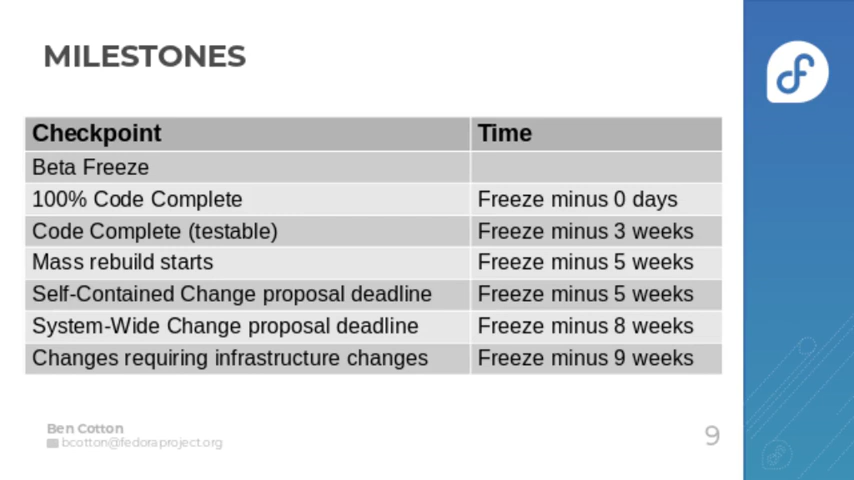 MILESTONES
Checkpoint Time
Beta Freeze
100% Code Complete Freeze minus 0 days
Code Complete (testable) Freeze minus 3 weeks
Mass rebuild starts Freeze minus 5 weeks
Self-Contained Change proposal deadline Freeze minus 5 weeks
System-Wide Change proposal deadline Freeze minus 8 weeks
Changes requiring infrastructure changes Freeze minus 9 weeks
Ben Cotton
bcotton@fedoraproject.org
9